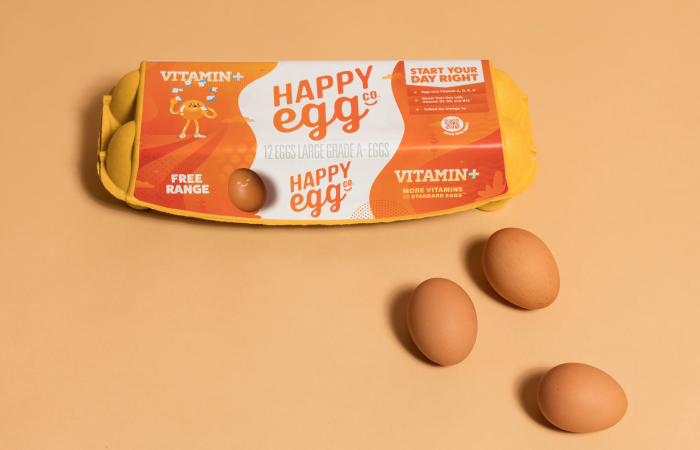 VITAMIN+
FREE
RANGE
HAPPY
egg CO.
12 EGGS LARGE GRADE A - EGGS
HAPPY
egg CO.
START YOUR
DAY RIGHT
VITAMIN+
MORE VITAMINS
VS STANDARD EGGS